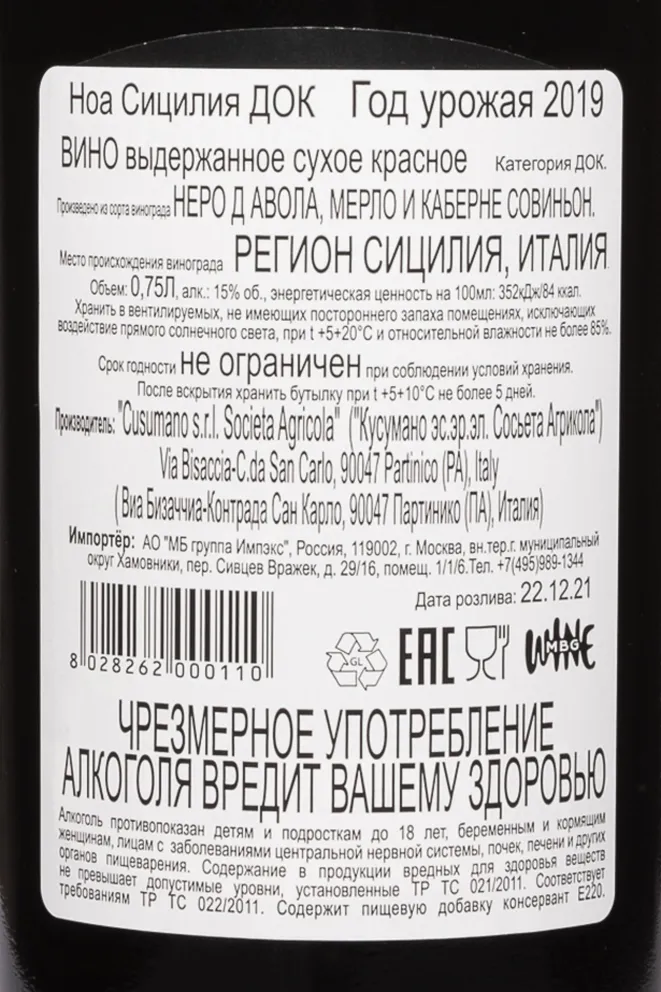 Ноа Сицилия ДОК Год урожая 2019
ВИНО выдержанное сухое красное Категория ДОК.
Произведено из сорта винограда НЕРО Д АВОЛА, МЕРЛО И КАБЕРНЕ СОВИНЬОН.
Место происхождения винограда РЕГИОН СИЦИЛИЯ, ИТАЛИЯ
Объем: 0,75Л, алк.: 15% об., энергетическая ценность на 100мл: 352кДж/84 ккал.
Хранить в вентилируемых, не имеющих постороннего запаха помещениях, исключающих
воздействие прямого солнечного света, при t +5+20°C и относительной влажности не более 85%.
Срок годности не ограничен при соблюдении условий хранения.
После вскрытия хранить бутылку при t +5+10°C не более 5 дней.
Производитель: "Cusumano s.r.l. Societa Agricola" ("Кусумано эс.эр.эл. Сосьета Агрикола")
Via Bisaccia-C.da San Carlo, 90047 Partinico (PA), Italy
(Виа Бизаччиа-Контрада Сан Карло, 90047 Партинико (ПА), Италия)
Импортёр: АО "МБ группа Импэкс", Россия, 119002, г. Москва, вн.тер.г. муниципальный
округ Хамовники, пер. Сивцев Вражек, д. 29/16, помещ. 1/1/6.Тел. +7(495)989-1344
Дата розлива: 22.12.21
8 028262 000110
GL EAC WINE MBG
ЧРЕЗМЕРНОЕ УПОТРЕБЛЕНИЕ
АЛКОГОЛЯ ВРЕДИТ ВАШЕМУ ЗДОРОВЬЮ
Алкоголь противопоказан детям и подросткам до 18 лет, беременным и кормящим
женщинам, лицам с заболеваниями центральной нервной системы, почек, печени и других
органов пищеварения. Содержание в продукции вредных для здоровья веществ
не превышает допустимые уровни, установленные ТР ТС 021/2011. Соответствует
требованиям ТР ТС 022/2011. Содержит пищевую добавку консервант Е220.